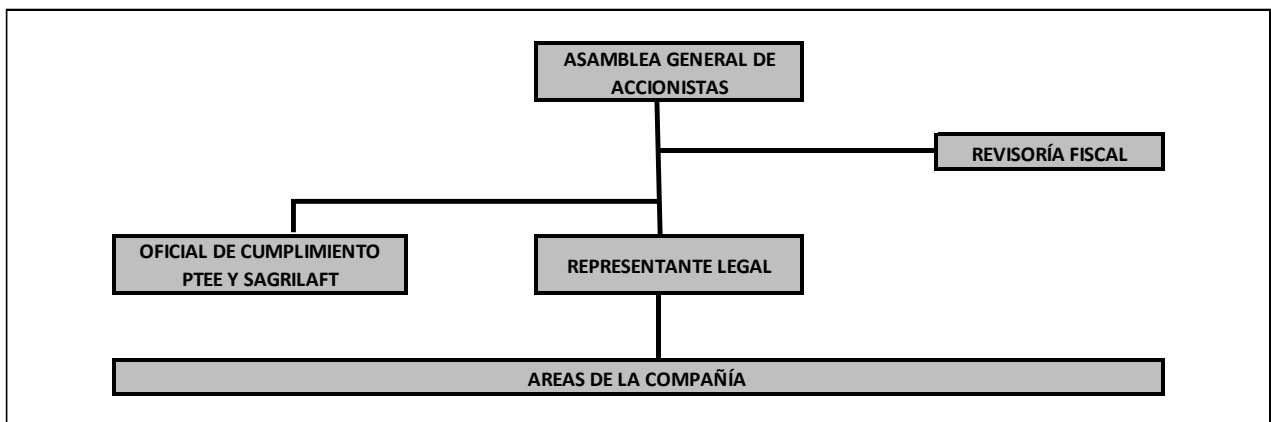 ASAMBLEA GENERAL DE
ACCIONISTAS
REVISORÍA FISCAL
OFICIAL DE CUMPLIMIENTO
PTEE Y SAGRILAFT
REPRESENTANTE LEGAL
AREAS DE LA COMPAÑÍA